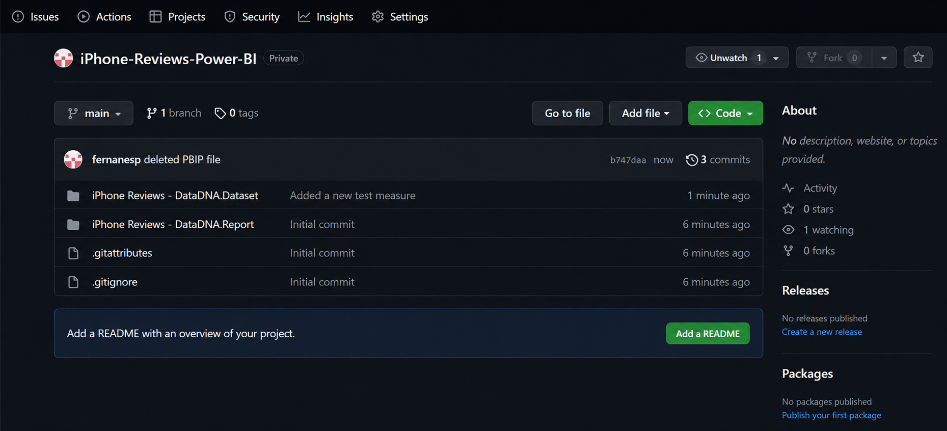 Issues Actions Projects Security Insights Settings
iPhone-Reviews-Power-BI Private Unwatch 1 Fork 0
main 1 branch 0 tags Go to file Add file Code
fernanesp deleted PBIP file b747daa now 3 commits
iPhone Reviews - DataDNA.Dataset Added a new test measure 1 minute ago
iPhone Reviews - DataDNA.Report Initial commit 6 minutes ago
.gitattributes Initial commit 6 minutes ago
.gitignore Initial commit 6 minutes ago
Add a README with an overview of your project. Add a README
About
No description, website, or topics
provided.
Activity
0 stars
1 watching
0 forks
Releases
No releases published
Create a new release
Packages
No packages published
Publish your first package